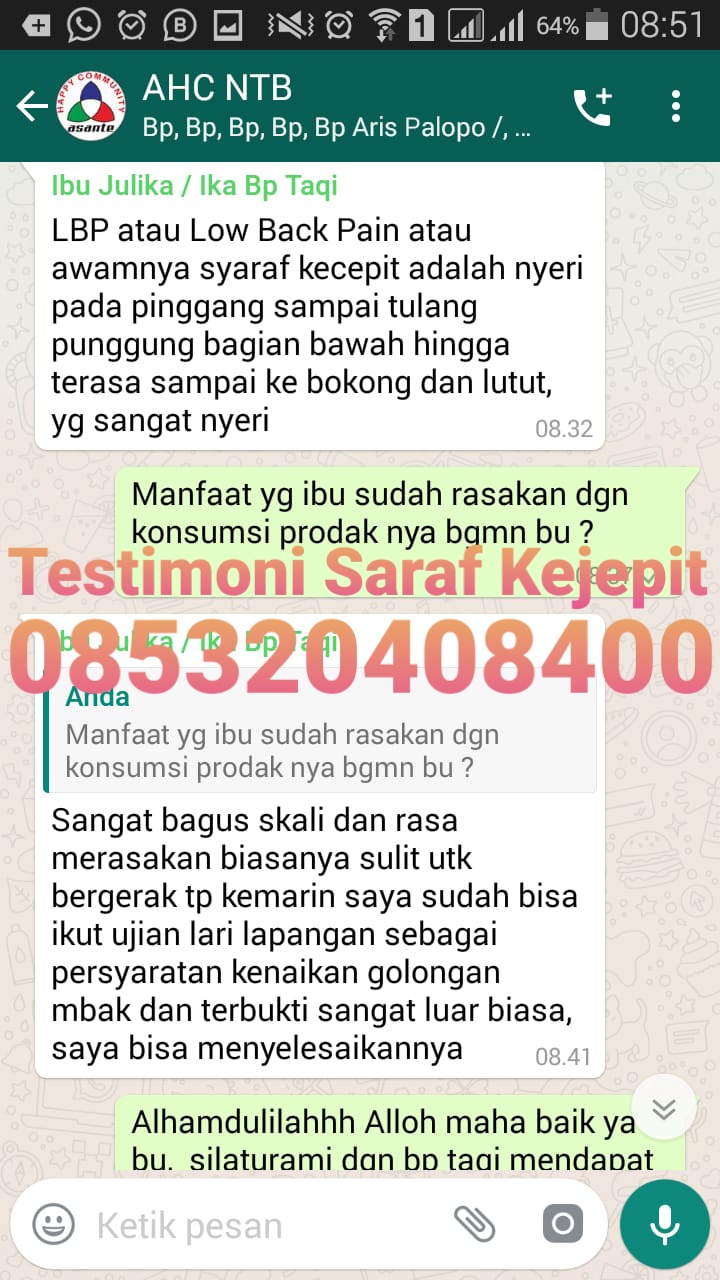 64% 08:51
1
HAPPY COMMUNITY
asante
AHC NTB
Bp, Bp, Bp, Bp, Bp Aris Palopo /, ...
Ibu Julika / Ika Bp Taqi
LBP atau Low Back Pain atau
awamnya syaraf kecepit adalah nyeri
pada pinggang sampai tulang
punggung bagian bawah hingga
terasa sampai ke bokong dan lutut,
yg sangat nyeri
08.32
Manfaat yg ibu sudah rasakan dgn
konsumsi prodak nya bgmn bu ?
08.37
Testimoni Saraf Kejepit
Ibu Julika / Ika Bp Taqi
085320408400
Anda
Manfaat yg ibu sudah rasakan dgn
konsumsi prodak nya bgmn bu ?
Sangat bagus skali dan rasa
merasakan biasanya sulit utk
bergerak tp kemarin saya sudah bisa
ikut ujian lari lapangan sebagai
persyaratan kenaikan golongan
mbak dan terbukti sangat luar biasa,
saya bisa menyelesaikannya
08.41
Alhamdulilahhh Alloh maha baik ya
bu, silaturami dgn bp taqi mendapat
Ketik pesan